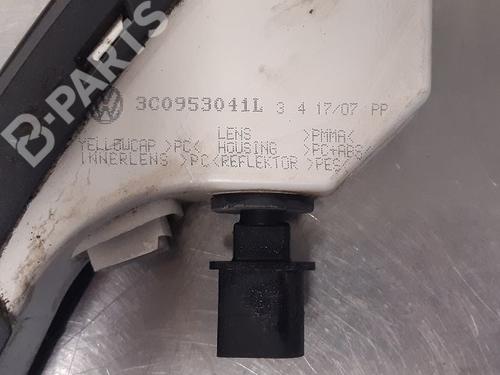 B-PARTS
3C0953041L 3 4 17/07 PP
LENS >PMMA<
YELLOWCAP >PC< HOUSING >PC+ABS<
INNERLENS >PC< REFLEKTOR >PES<